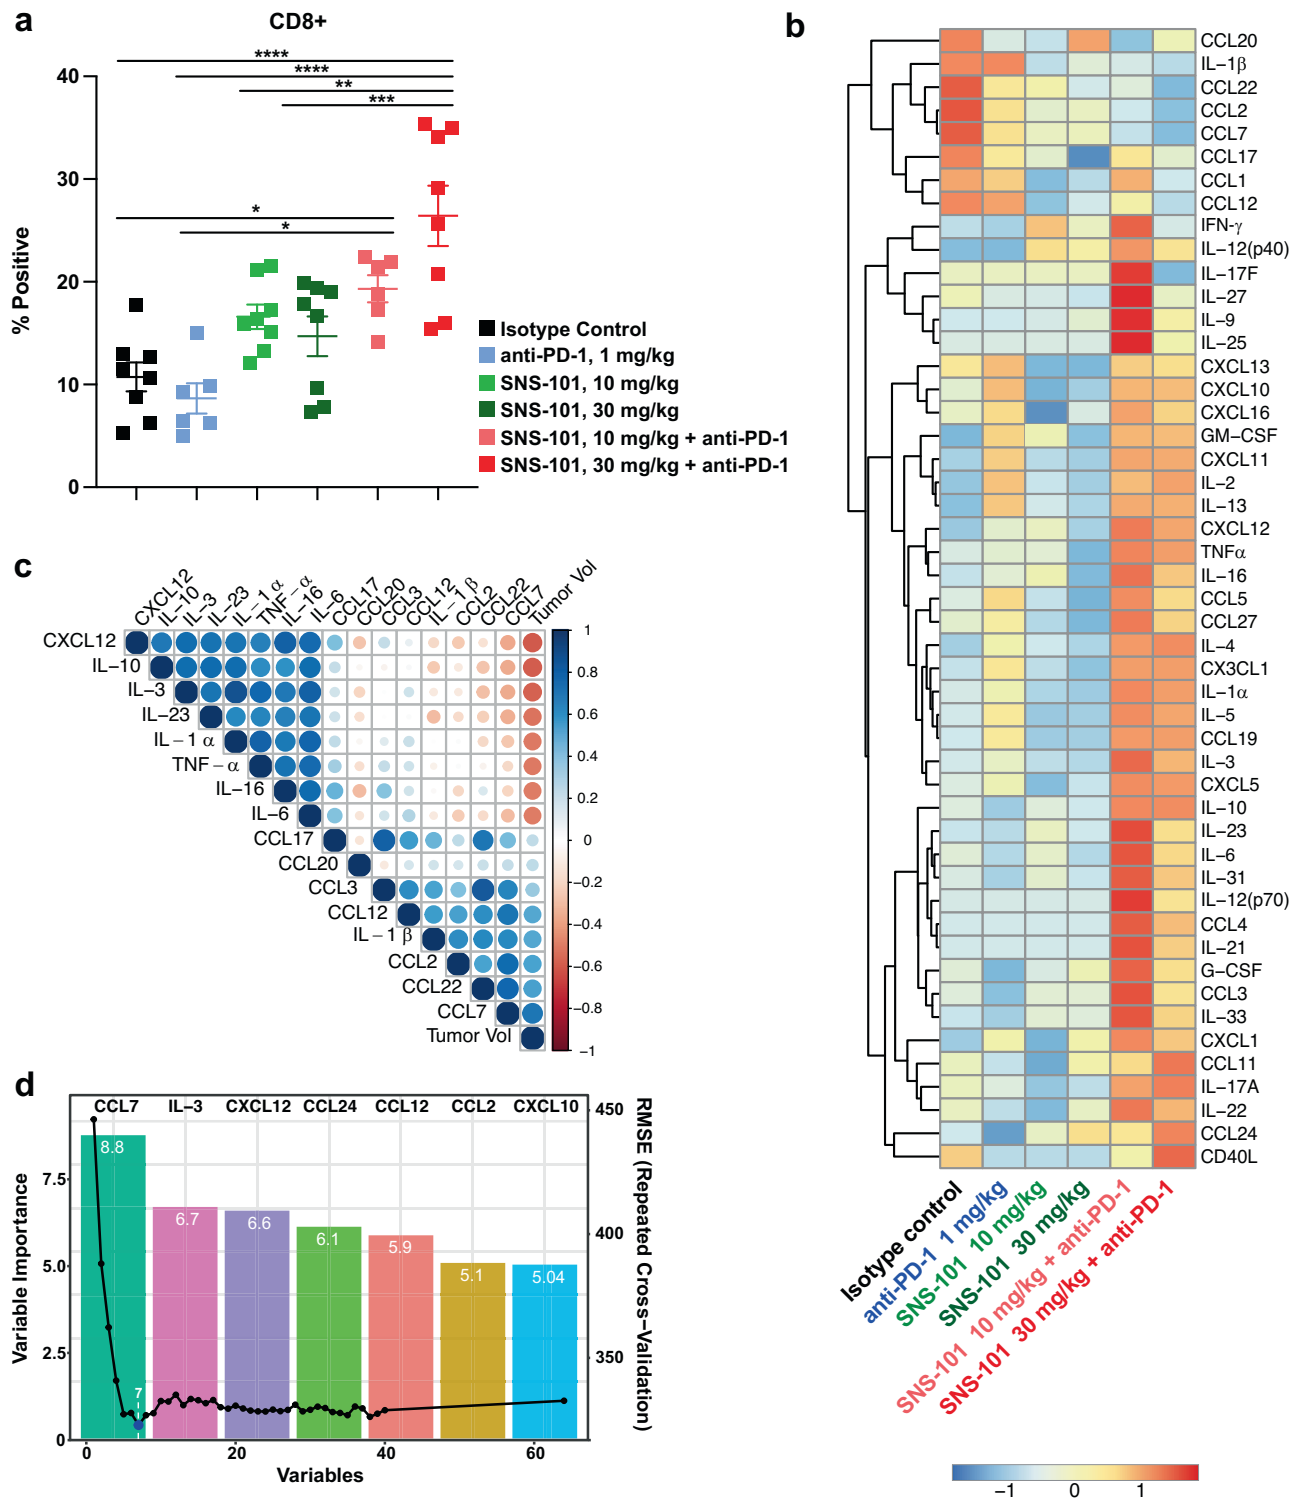 a
CD8+
****
****
**
***
*
*
% Positive
40
30
20
10
0
Isotype Control
anti-PD-1, 1 mg/kg
SNS-101, 10 mg/kg
SNS-101, 30 mg/kg
SNS-101, 10 mg/kg + anti-PD-1
SNS-101, 30 mg/kg + anti-PD-1
b
CCL20
IL−1β
CCL22
CCL2
CCL7
CCL17
CCL1
CCL12
IFN-γ
IL−12(p40)
IL−17F
IL−27
IL−9
IL−25
CXCL13
CXCL10
CXCL16
GM−CSF
CXCL11
IL−2
IL−13
CXCL12
TNFα
IL−16
CCL5
CCL27
IL−4
CX3CL1
IL−1α
IL−5
CCL19
IL−3
CXCL5
IL−10
IL−23
IL−6
IL−31
IL−12(p70)
CCL4
IL−21
G−CSF
CCL3
IL−33
CXCL1
CCL11
IL−17A
IL−22
CCL24
CD40L
Isotype control
anti-PD-1 1 mg/kg
SNS-101 10 mg/kg
SNS-101 30 mg/kg
SNS-101 10 mg/kg + anti-PD-1
SNS-101 30 mg/kg + anti-PD-1
−1 0 1
c
CXCL12
IL−10
IL−3
IL−23
IL−1 α
TNF−α
IL−16
IL−6
CCL17
CCL20
CCL3
CCL12
IL−1 β
CCL2
CCL22
CCL7
Tumor Vol
CXCL12
IL−10
IL−3
IL−23
IL−1 α
TNF−α
IL−16
IL−6
CCL17
CCL20
CCL3
CCL12
IL−1 β
CCL2
CCL22
CCL7
Tumor Vol
1
0.8
0.6
0.4
0.2
0
−0.2
−0.4
−0.6
−0.8
−1
d
CCL7 IL−3 CXCL12 CCL24 CCL12 CCL2 CXCL10
8.8
6.7
6.6
6.1
5.9
5.1
5.04
7
Variable Importance
7.5
5.0
2.5
0
0 20 40 60
Variables
450
400
350
RMSE (Repeated Cross−Validation)